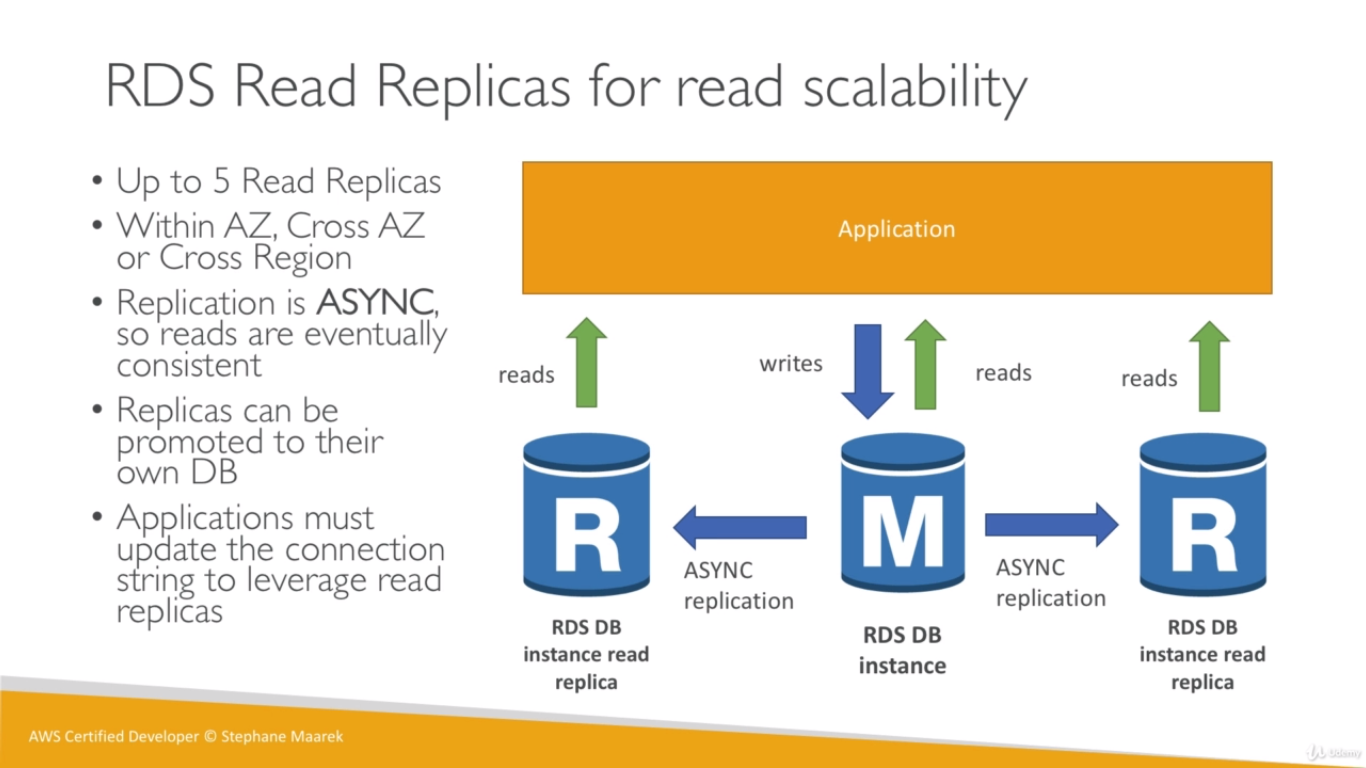 RDS Read Replicas for read scalability
• Up to 5 Read Replicas
• Within AZ, Cross AZ
or Cross Region
• Replication is ASYNC,
so reads are eventually
consistent
• Replicas can be
promoted to their
own DB
• Applications must
update the connection
string to leverage read
replicas
Application
reads
writes
reads
reads
R
M
R
ASYNC
replication
ASYNC
replication
RDS DB
instance read
replica
RDS DB
instance
RDS DB
instance read
replica
AWS Certified Developer © Stephane Maarek
Udemy